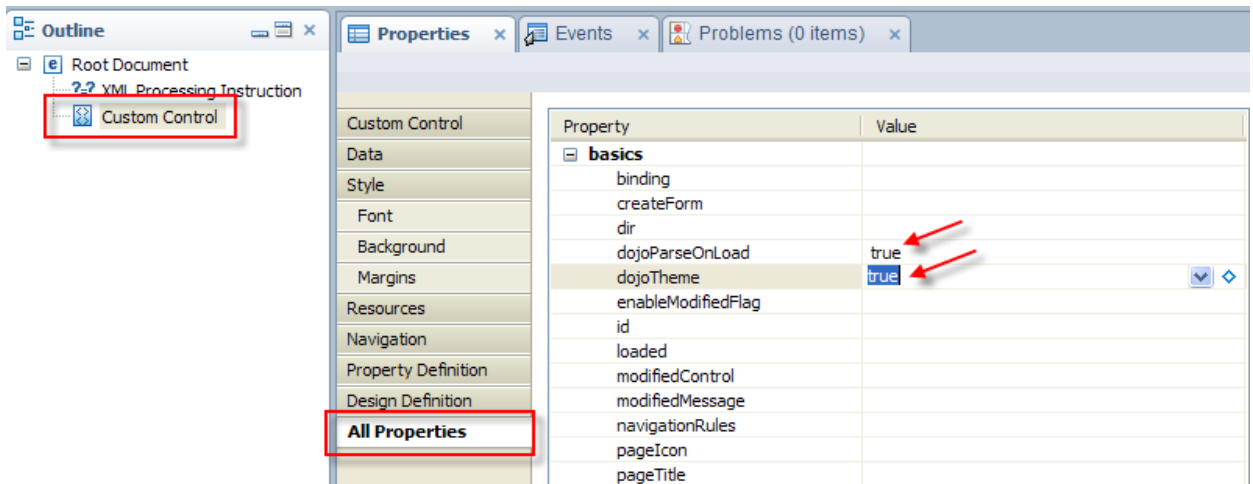 Outline
Root Document
?=? XML Processing Instruction
Custom Control
Properties
Events
Problems (0 items)
Custom Control
Data
Style
Font
Background
Margins
Resources
Navigation
Property Definition
Design Definition
All Properties
Property Value
basics
binding
createForm
dir
dojoParseOnLoad true
dojoTheme true
enableModifiedFlag
id
loaded
modifiedControl
modifiedMessage
navigationRules
pageIcon
pageTitle